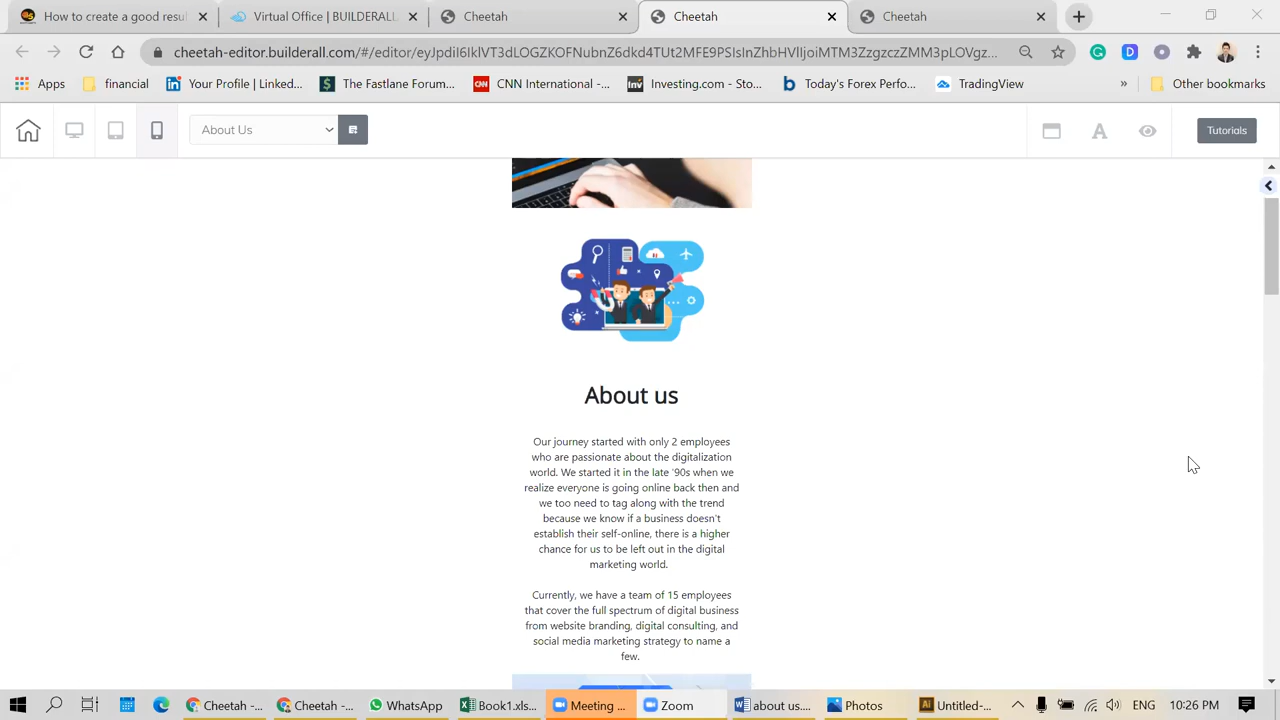 How to create a good resu
Virtual Office | BUILDERALL
Cheetah
Cheetah
Cheetah
cheetah-editor.builderall.com/#/editor/
Apps
financial
Your Profile | Linked...
The Fastlane Forum...
CNN International -...
Investing.com - Sto...
Today's Forex Perfo...
TradingView
»
Other bookmarks
About Us
Tutorials
About us
Our journey started with only 2 employees
who are passionate about the digitalization
world. We started it in the late '90s when we
realize everyone is going online back then and
we too need to tag along with the trend
because we know if a business doesn't
establish their self-online, there is a higher
chance for us to be left out in the digital
marketing world.
Currently, we have a team of 15 employees
that cover the full spectrum of digital business
from website branding, digital consulting, and
social media marketing strategy to name a
few.
Cheetah -...
Cheetah -...
WhatsApp
Book1.xls...
Meeting ...
Zoom
about us....
Photos
Untitled-...
ENG
10:26 PM